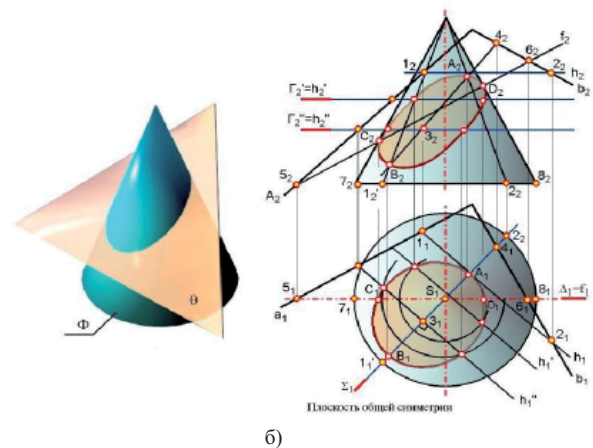 Φ
θ
4₂
f₂
6₂
1₂
A₂
2₂
h₂
b₂
Γ₂'=h₂'
D₂
Γ₂''=h₂''
C₂
3₂
B₂
5₂
A₂
7₂
1₂'
2₂
8₂
2₂
1₁
4₁
A₁
5₁
C₁
S₁
8₁
Δ₁=f₁
a₁
7₁
D₁
6₁
3₁
2₁
B₁
1₁'
h₁'
h₁
b₁
Σ₁
h₁''
Плоскость общей симметрии
б)